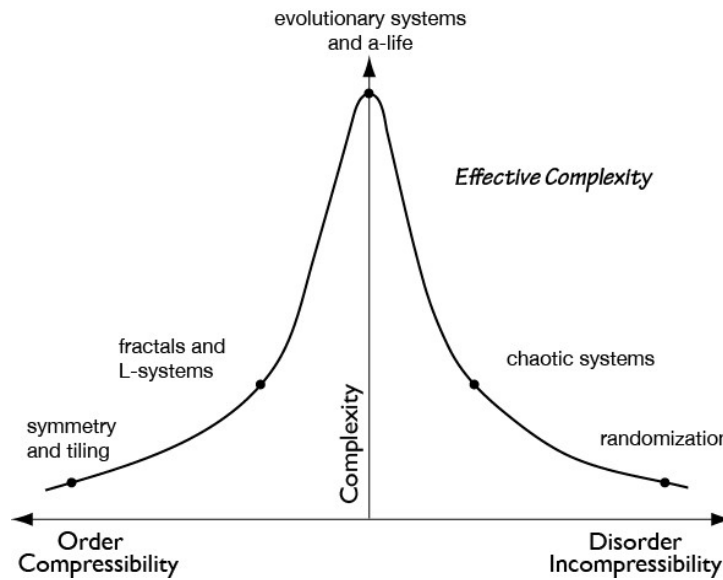 evolutionary systems
and a-life
Effective Complexity
fractals and
L-systems
chaotic systems
symmetry
and tiling
randomization
Complexity
Order
Compressibility
Disorder
Incompressibility